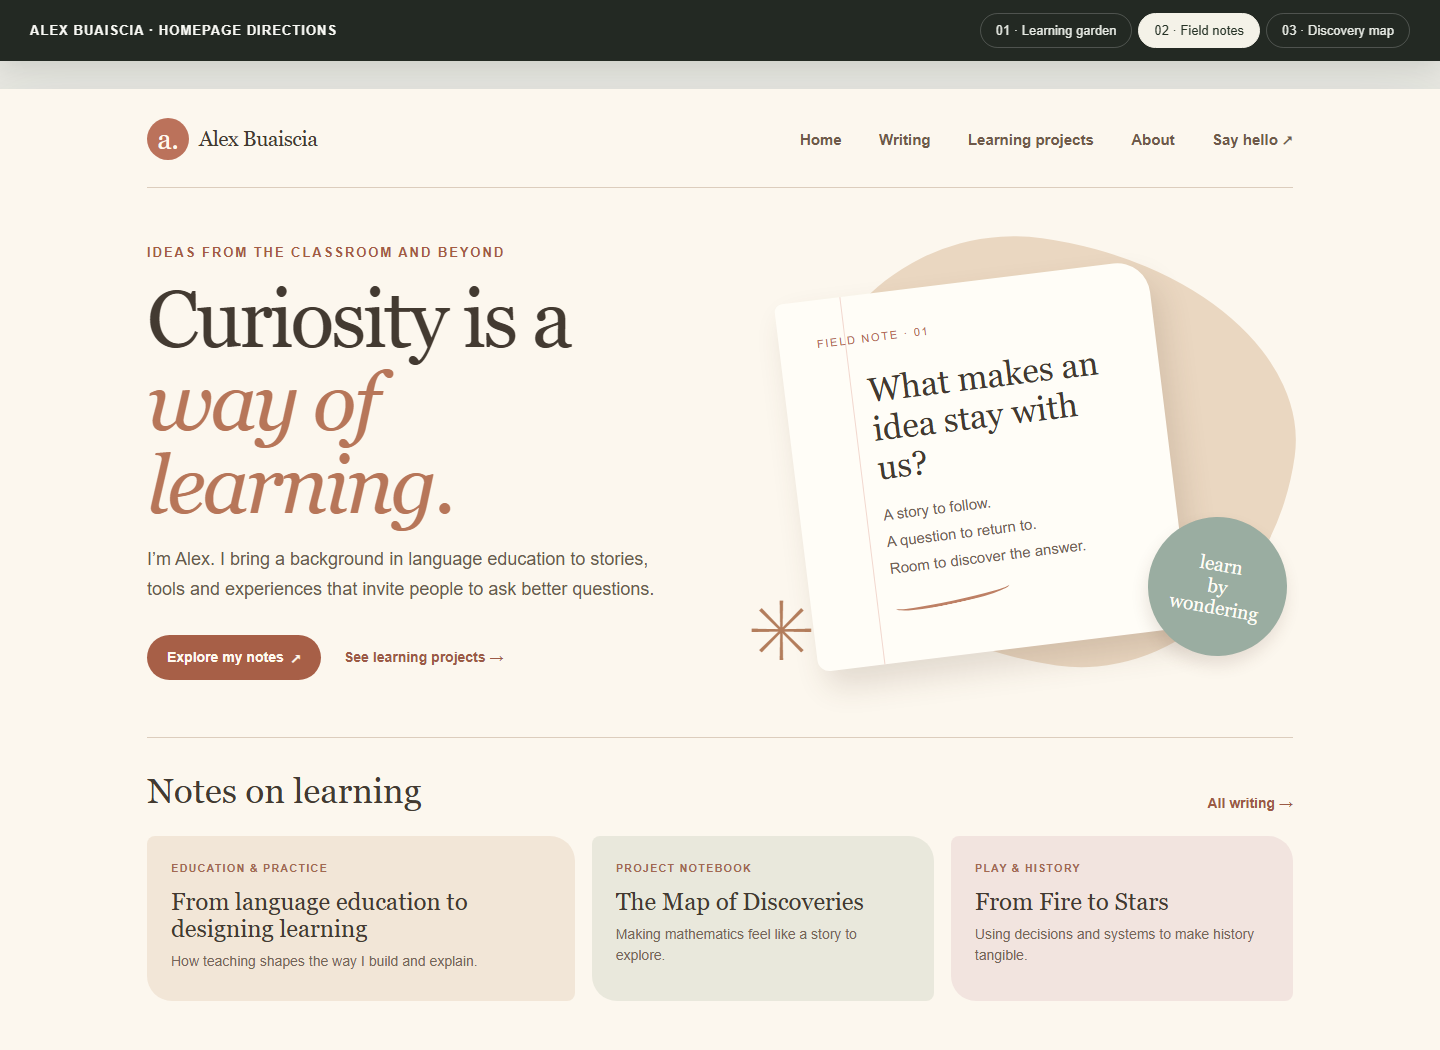 ALEX BUAISCIA · HOMEPAGE DIRECTIONS
01 · Learning garden
02 · Field notes
03 · Discovery map
a.
Alex Buaiscia
Home
Writing
Learning projects
About
Say hello ↗
IDEAS FROM THE CLASSROOM AND BEYOND
Curiosity is a
way of
learning.
I’m Alex. I bring a background in language education to stories,
tools and experiences that invite people to ask better questions.
Explore my notes ↗
See learning projects →
FIELD NOTE · 01
What makes an
idea stay with
us?
A story to follow.
A question to return to.
Room to discover the answer.
learn
by
wondering
Notes on learning
All writing →
EDUCATION & PRACTICE
From language education to
designing learning
How teaching shapes the way I build and explain.
PROJECT NOTEBOOK
The Map of Discoveries
Making mathematics feel like a story to
explore.
PLAY & HISTORY
From Fire to Stars
Using decisions and systems to make history
tangible.